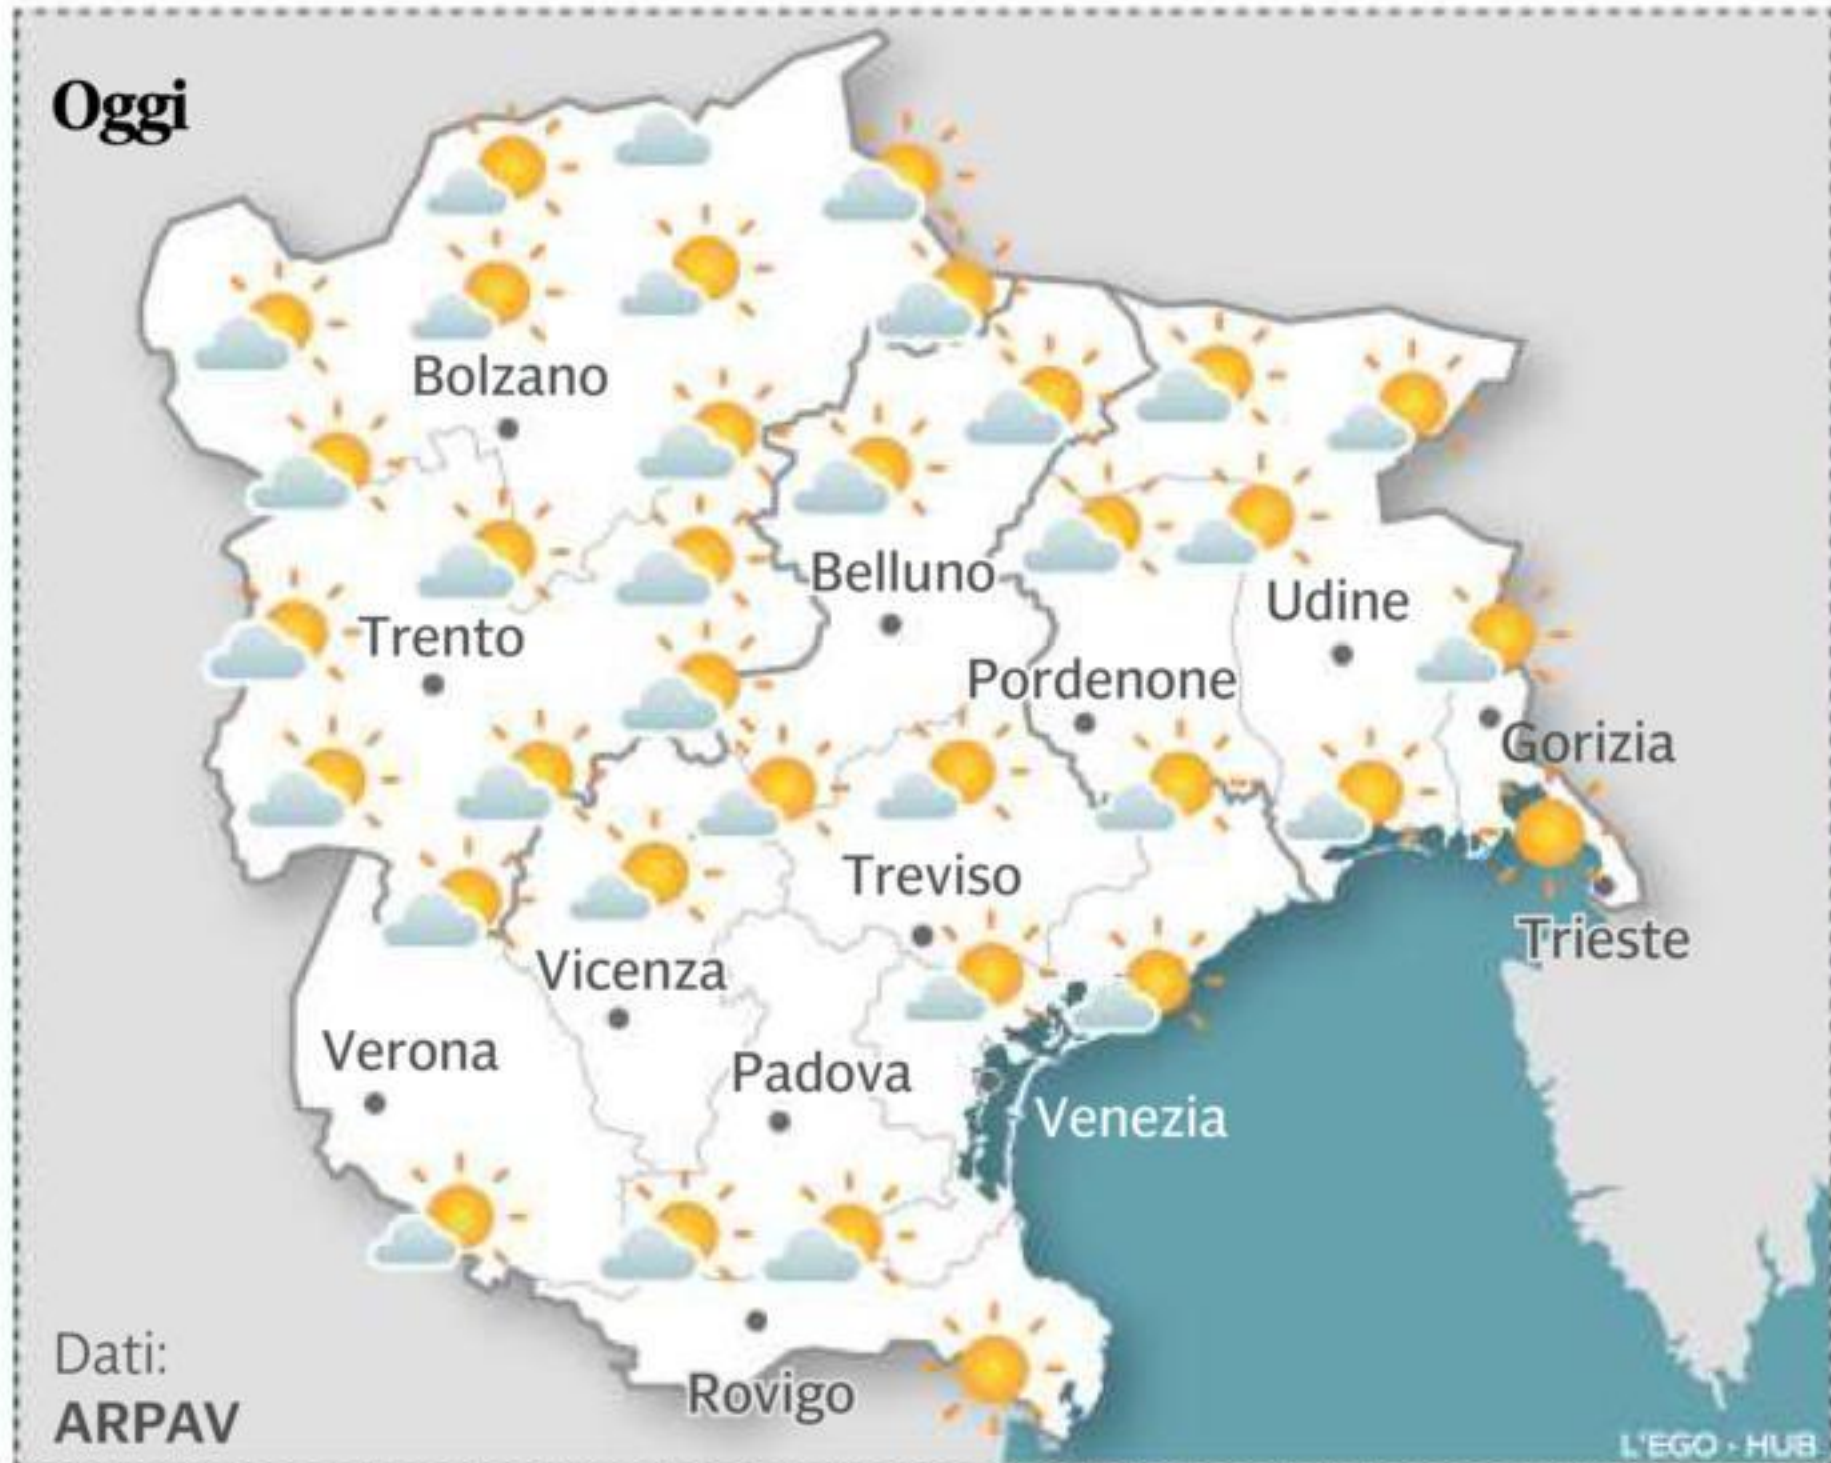 Oggi
Bolzano
Belluno
Trento
Udine
Pordenone
Gorizia
Treviso
Trieste
Vicenza
Verona
Padova
Venezia
Rovigo
Dati:
ARPAV
L'EGO - HUB